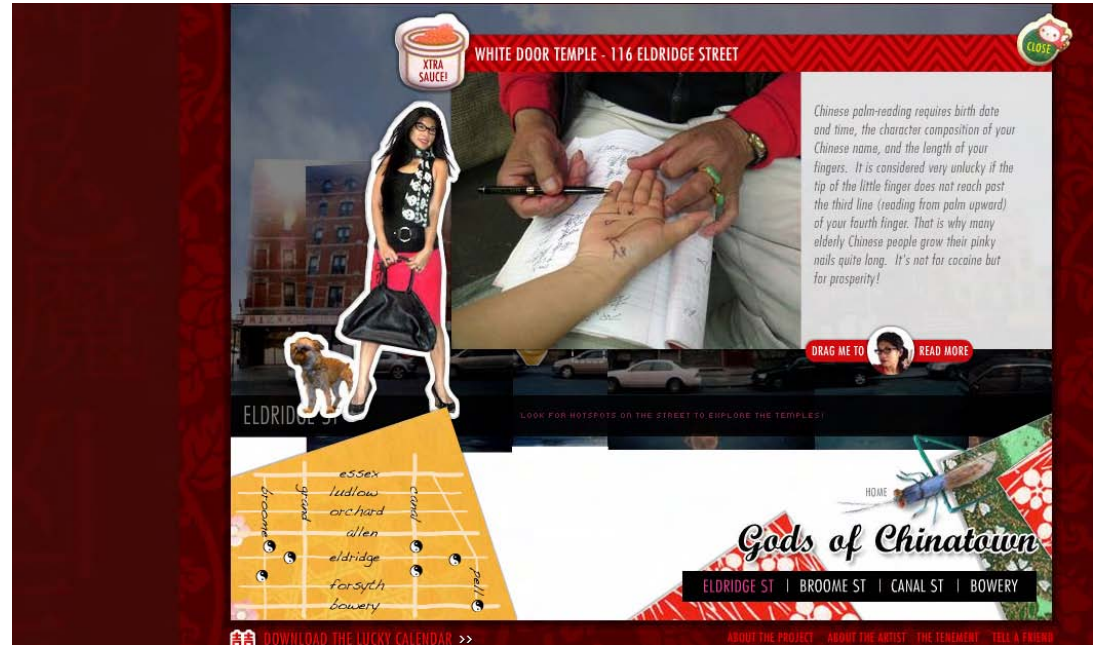 XTRA
SAUCE!
WHITE DOOR TEMPLE - 116 ELDRIDGE STREET
CLOSE
Chinese palm-reading requires birth date
and time, the character composition of your
Chinese name, and the length of your
fingers. It is considered very unlucky if the
tip of the little finger does not reach past
the third line (reading from palm upward)
of your fourth finger. That is why many
elderly Chinese people grow their pinky
nails quite long. It's not for cocaine but
for prosperity!
DRAG ME TO
READ MORE
ELDRIDGE ST
LOOK FOR HOTSPOTS ON THE STREET TO EXPLORE THE TEMPLES!
essex
ludlow
orchard
allen
eldridge
forsyth
bowery
broome
grand
canal
pell
HOME
Gods of Chinatown
ELDRIDGE ST | BROOME ST | CANAL ST | BOWERY
囍 DOWNLOAD THE LUCKY CALENDAR >>
ABOUT THE PROJECT ABOUT THE ARTIST THE TENEMENT TELL A FRIEND